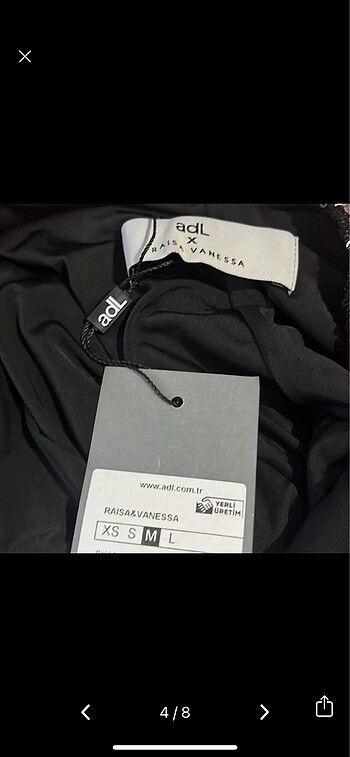 adL
x
RAISA VANESSA
adL
www.adl.com.tr
YERLİ
ÜRETİM
RAISA&VANESSA
XS S M L
4 / 8